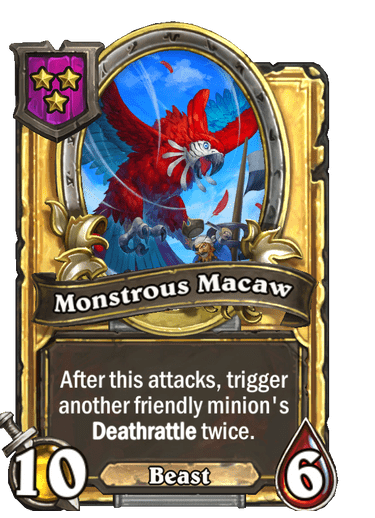 Monstrous Macaw
After this attacks, trigger
another friendly minion's
Deathrattle twice.
10
Beast
6